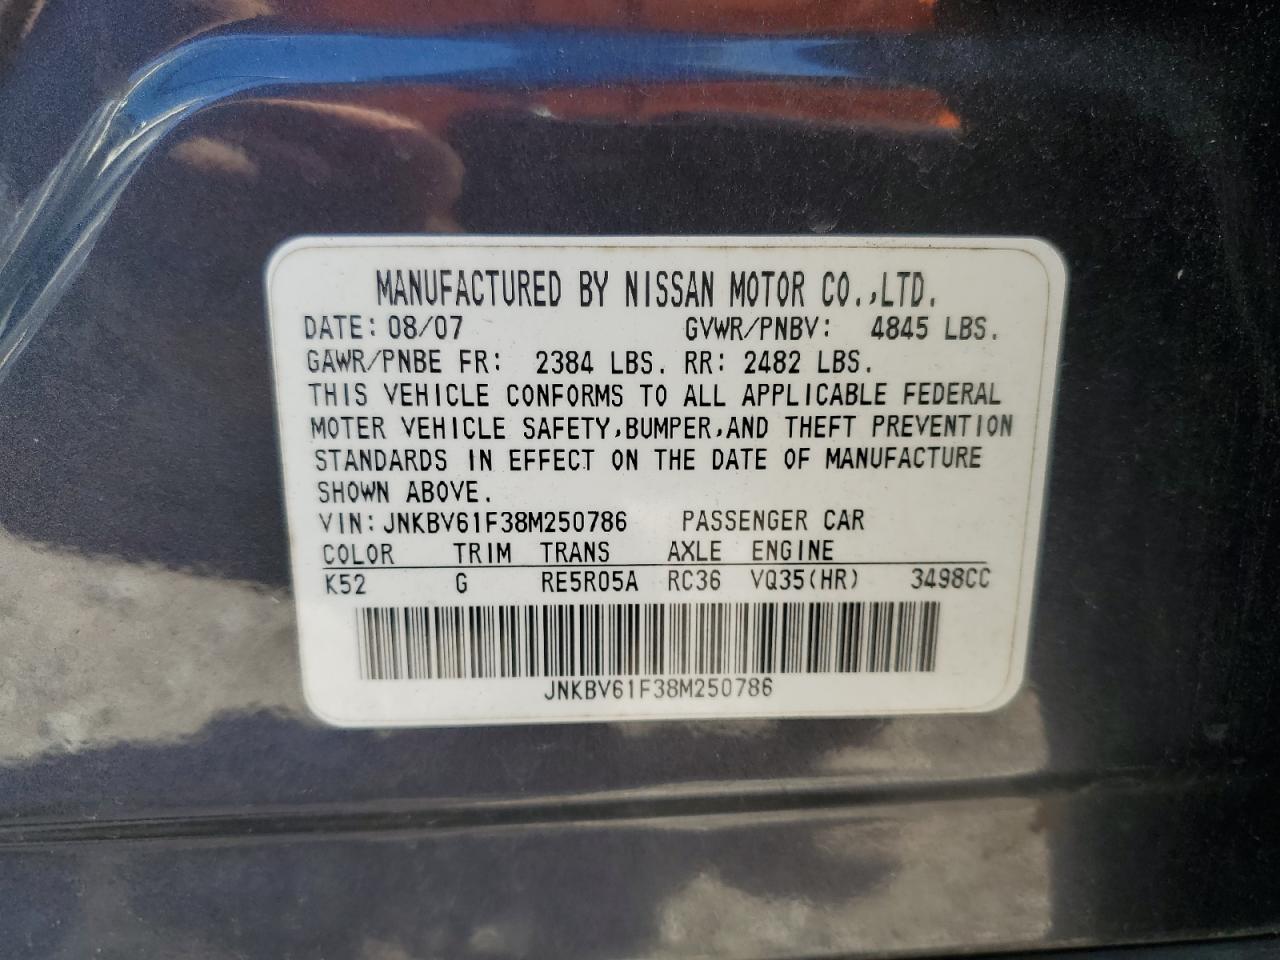 MANUFACTURED BY NISSAN MOTOR CO.,LTD.
DATE: 08/07 GVWR/PNBV: 4845 LBS.
GAWR/PNBE FR: 2384 LBS. RR: 2482 LBS.
THIS VEHICLE CONFORMS TO ALL APPLICABLE FEDERAL
MOTER VEHICLE SAFETY,BUMPER,AND THEFT PREVENTION
STANDARDS IN EFFECT ON THE DATE OF MANUFACTURE
SHOWN ABOVE.
VIN: JNKBV61F38M250786 PASSENGER CAR
COLOR TRIM TRANS AXLE ENGINE
K52 G RE5R05A RC36 VQ35(HR) 3498CC
JNKBV61F38M250786